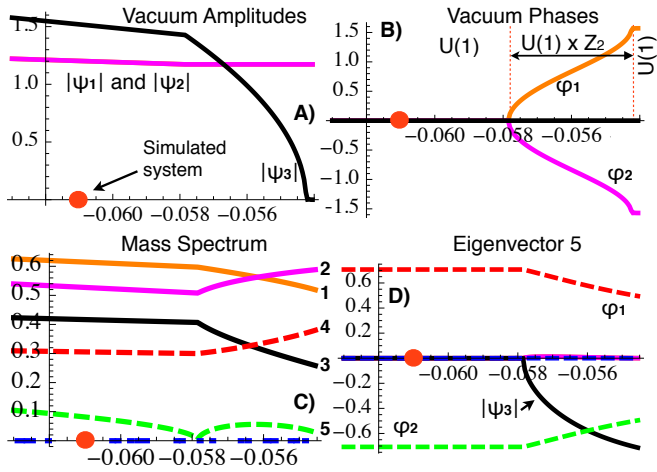 Vacuum Amplitudes
1.5
1.0
0.5
|ψ1| and |ψ2|
A)
Simulated
system
|ψ3|
−0.060 −0.058 −0.056
Vacuum Phases
B)
U(1)
U(1) x Z2
U(1)
1.5
1.0
0.5
φ1
−0.060 −0.058 −0.056
−0.5
−1.0
−1.5
φ2
Mass Spectrum
0.6
0.5
0.4
0.3
0.2
0.1
2
1
4
3
C)
5
−0.060 −0.058 −0.056
Eigenvector 5
D)
0.6
0.4
0.2
φ1
−0.060 −0.058 −0.056
−0.2
−0.4
−0.6
|ψ3|
φ2